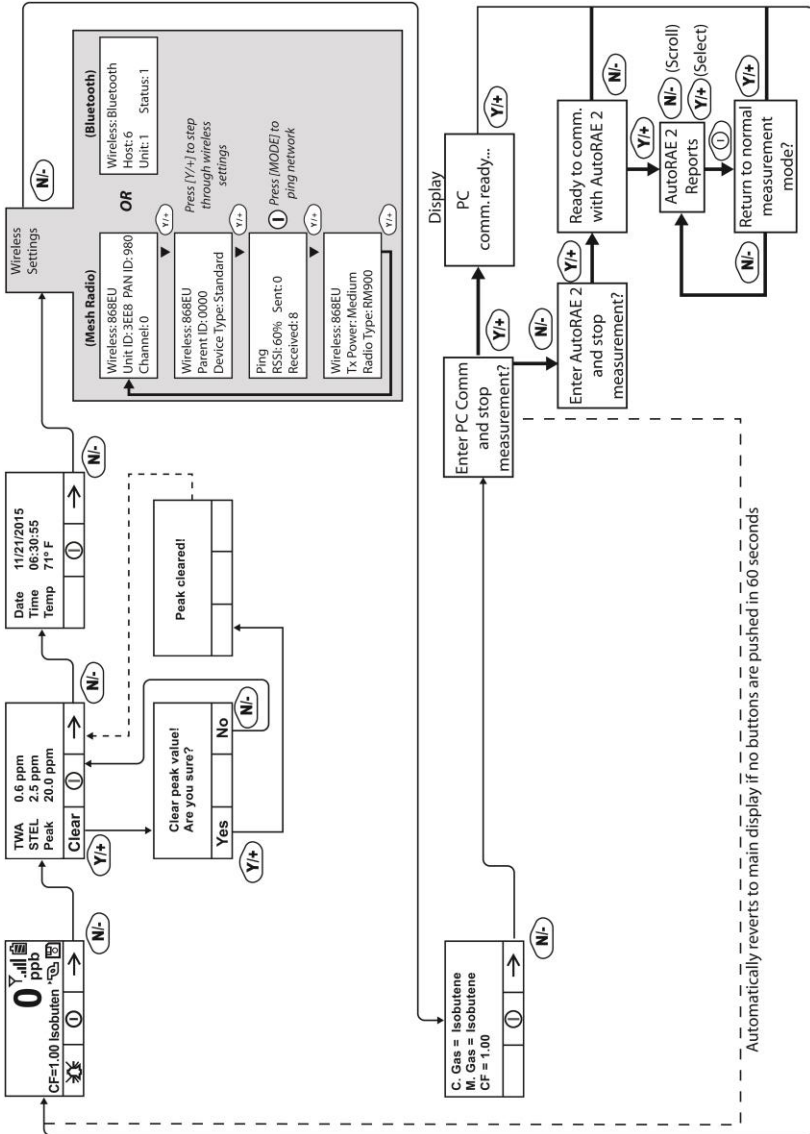 0 ppb
CF=1.00 Isobuten
N/-
TWA 0.6 ppm
STEL 2.5 ppm
Peak 20.0 ppm
Clear
Y/+
N/-
Clear peak value!
Are you sure?
Yes No
Y/+
N/-
Peak cleared!
Date 11/21/2015
Time 06:30:55
Temp 71° F
N/-
Wireless
Settings
N/-
(Mesh Radio)
Wireless: 868EU
Unit ID: 3EE8 PAN ID: 980
Channel: 0
Y/+
Wireless: 868EU
Parent ID: 0000
Device Type: Standard
Y/+
Ping
RSSI: 60% Sent: 0
Received: 8
Y/+
Wireless: 868EU
Tx Power: Medium
Radio Type: RM900
Y/+
OR
Press [Y/+] to step
through wireless
settings
Press [MODE] to
ping network
(Bluetooth)
Wireless: Bluetooth
Host: 6
Unit: 1 Status: 1
C. Gas = Isobutene
M. Gas = Isobutene
CF = 1.00
N/-
Enter PC Comm
and stop
measurement?
Y/+
Display
PC
comm. ready...
Y/+
N/-
Enter AutoRAE 2
and stop
measurement?
Y/+
Ready to comm.
with AutoRAE 2
N/-
Y/+
AutoRAE 2
Reports
N/- (Scroll)
Y/+ (Select)
Return to normal
measurement
mode?
N/-
Y/+
Automatically reverts to main display if no buttons are pushed in 60 seconds